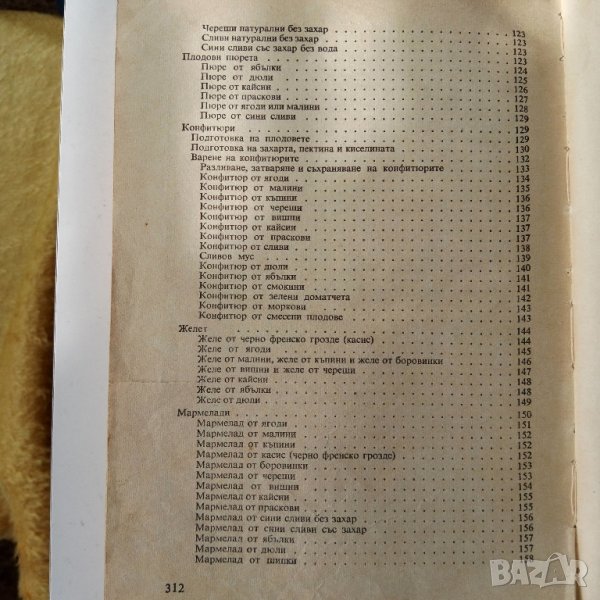 Череши натурални без захар 123
Сливи натурални без захар 123
Сини сливи със захар без вода 123
Плодови пюрета 123
Пюре от ябълки 124
Пюре от дюли 125
Пюре от кайсии 126
Пюре от праскови 127
Пюре от ягоди или малини 128
Пюре от сини сливи 129
Конфитюри 129
Подготовка на плодовете 129
Подготовка на захарта, пектина и киселината 130
Варене на конфитюрите 132
Разливане, затваряне и съхраняване на конфитюрите 133
Конфитюр от ягоди 134
Конфитюр от малини 135
Конфитюр от къпини 136
Конфитюр от череши 136
Конфитюр от вишни 137
Конфитюр от кайсии 137
Конфитюр от праскови 137
Конфитюр от сливи 138
Сливов мус 139
Конфитюр от дюли 140
Конфитюр от ябълки 141
Конфитюр от смокини 141
Конфитюр от зелени доматчета 142
Конфитюр от моркови 143
Конфитюр от смесени плодове 143
Желет 144
Желе от черно френско грозде (касис) 144
Желе от ягоди 145
Желе от малини, желе от къпини и желе от боровинки 146
Желе от вишни и желе от череши 147
Желе от кайсии 148
Желе от ябълки 148
Желе от дюли 149
Мармелади 150
Мармелад от ягоди 151
Мармелад от малини 152
Мармелад от къпини 152
Мармелад от касис (черно френско грозде) 152
Мармелад от боровинки 153
Мармелад от череши 153
Мармелад от вишни 154
Мармелад от кайсии 155
Мармелад от праскови 155
Мармелад от сини сливи без захар 156
Мармелад от сини сливи със захар 156
Мармелад от ябълки 157
Мармелад от дюли 157
Мармелад от шипки 158
312
BAZAR